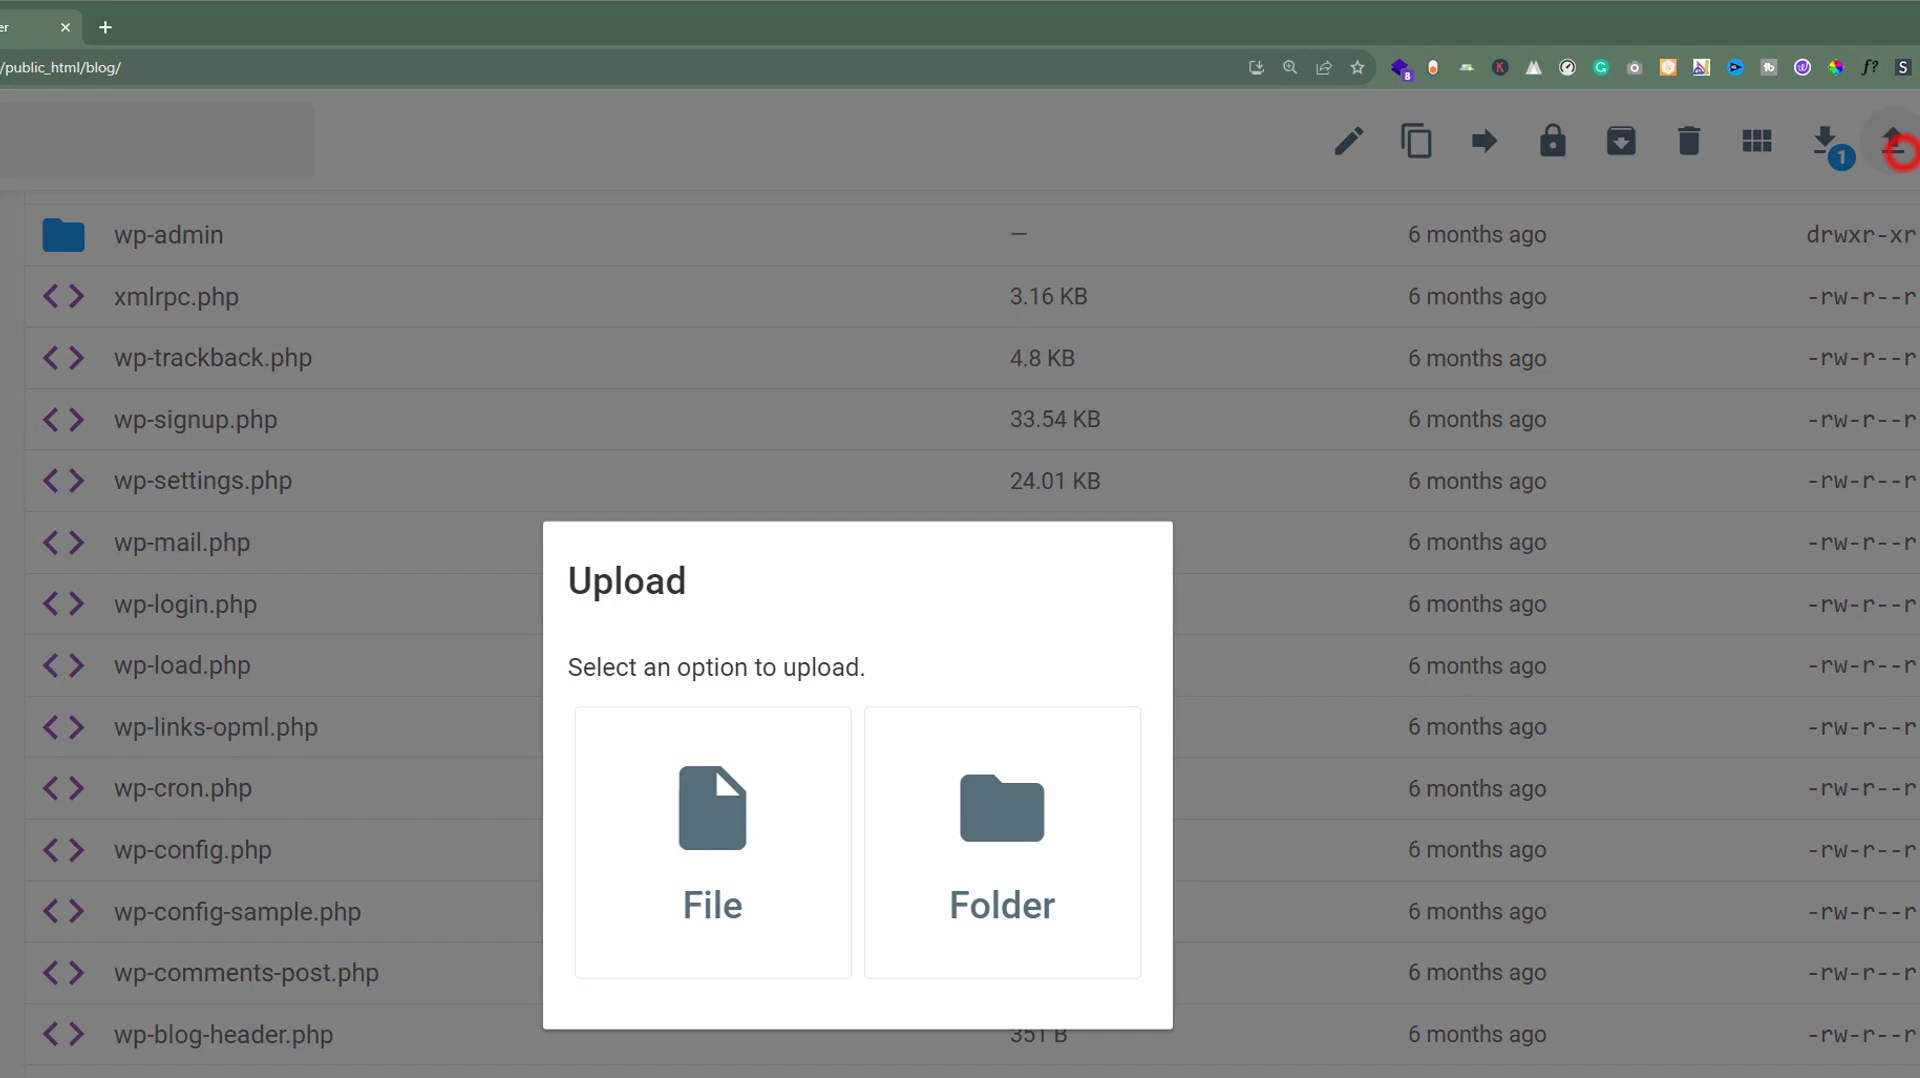 er
/public_html/blog/
8
K
G
tb
f?
S
1
wp-admin — 6 months ago drwxr-xr
xmlrpc.php 3.16 KB 6 months ago -rw-r--r
wp-trackback.php 4.8 KB 6 months ago -rw-r--r
wp-signup.php 33.54 KB 6 months ago -rw-r--r
wp-settings.php 24.01 KB 6 months ago -rw-r--r
wp-mail.php 6 months ago -rw-r--r
wp-login.php 6 months ago -rw-r--r
wp-load.php 6 months ago -rw-r--r
wp-links-opml.php 6 months ago -rw-r--r
wp-cron.php 6 months ago -rw-r--r
wp-config.php 6 months ago -rw-r--r
wp-config-sample.php 6 months ago -rw-r--r
wp-comments-post.php 6 months ago -rw-r--r
wp-blog-header.php 351 B 6 months ago -rw-r--r
Upload
Select an option to upload.
File
Folder